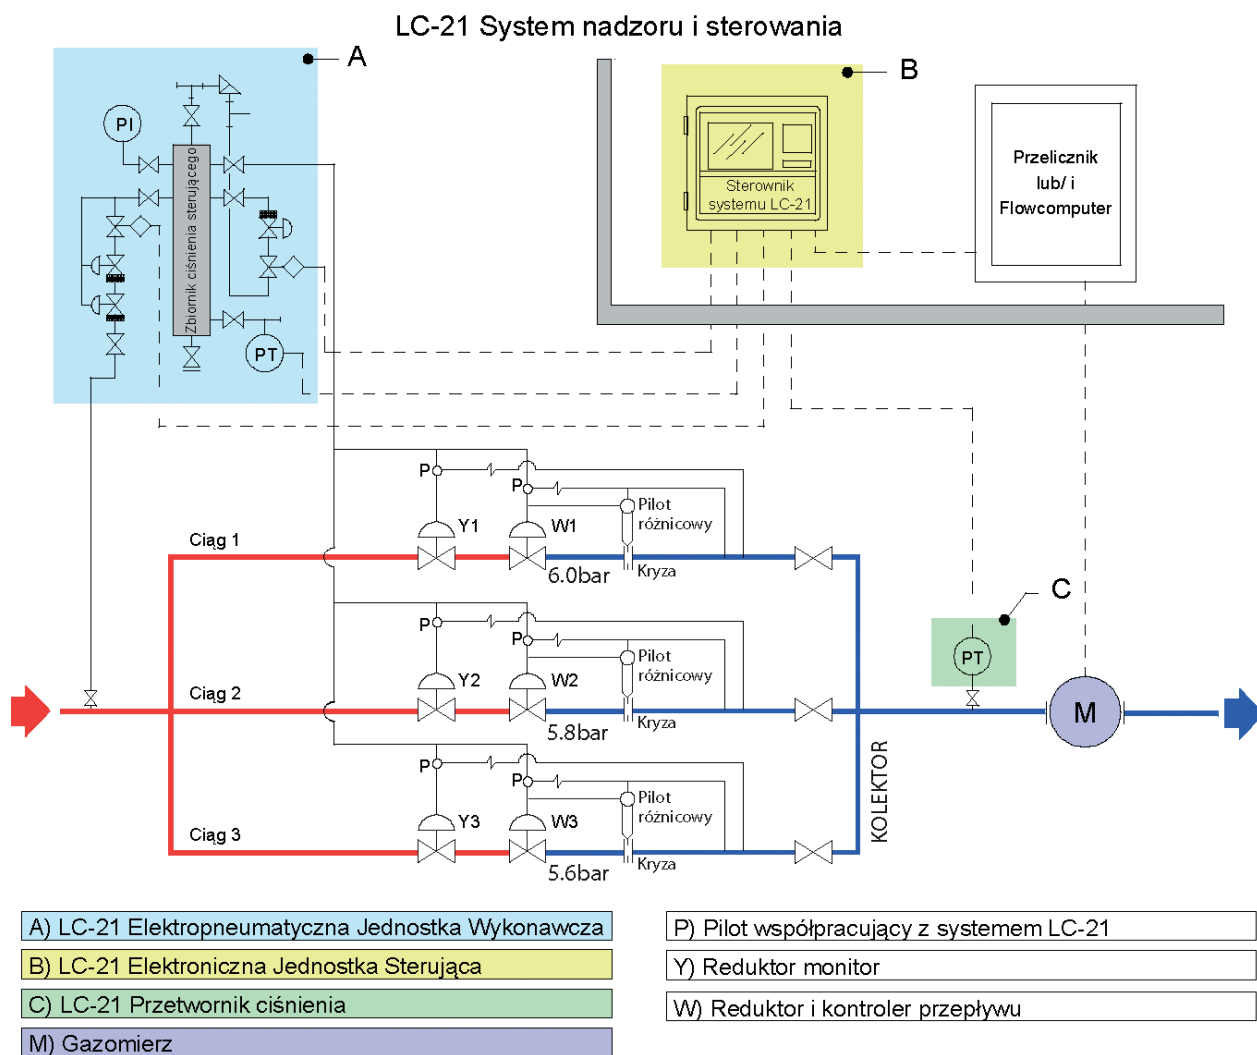 LC-21 System nadzoru i sterowania
A
B
PI
Zbiornik ciśnienia sterującego
PT
Sterownik
systemu LC-21
Przelicznik
lub/ i
Flowcomputer
P
P
Y1
W1
Pilot
różnicowy
Ciąg 1
6.0bar
Kryza
C
PT
P
P
Y2
W2
Pilot
różnicowy
Ciąg 2
5.8bar
Kryza
M
KOLEKTOR
P
P
Y3
W3
Pilot
różnicowy
Ciąg 3
5.6bar
Kryza
A) LC-21 Elektropneumatyczna Jednostka Wykonawcza
B) LC-21 Elektroniczna Jednostka Sterująca
C) LC-21 Przetwornik ciśnienia
M) Gazomierz
P) Pilot współpracujący z systemem LC-21
Y) Reduktor monitor
W) Reduktor i kontroler przepływu